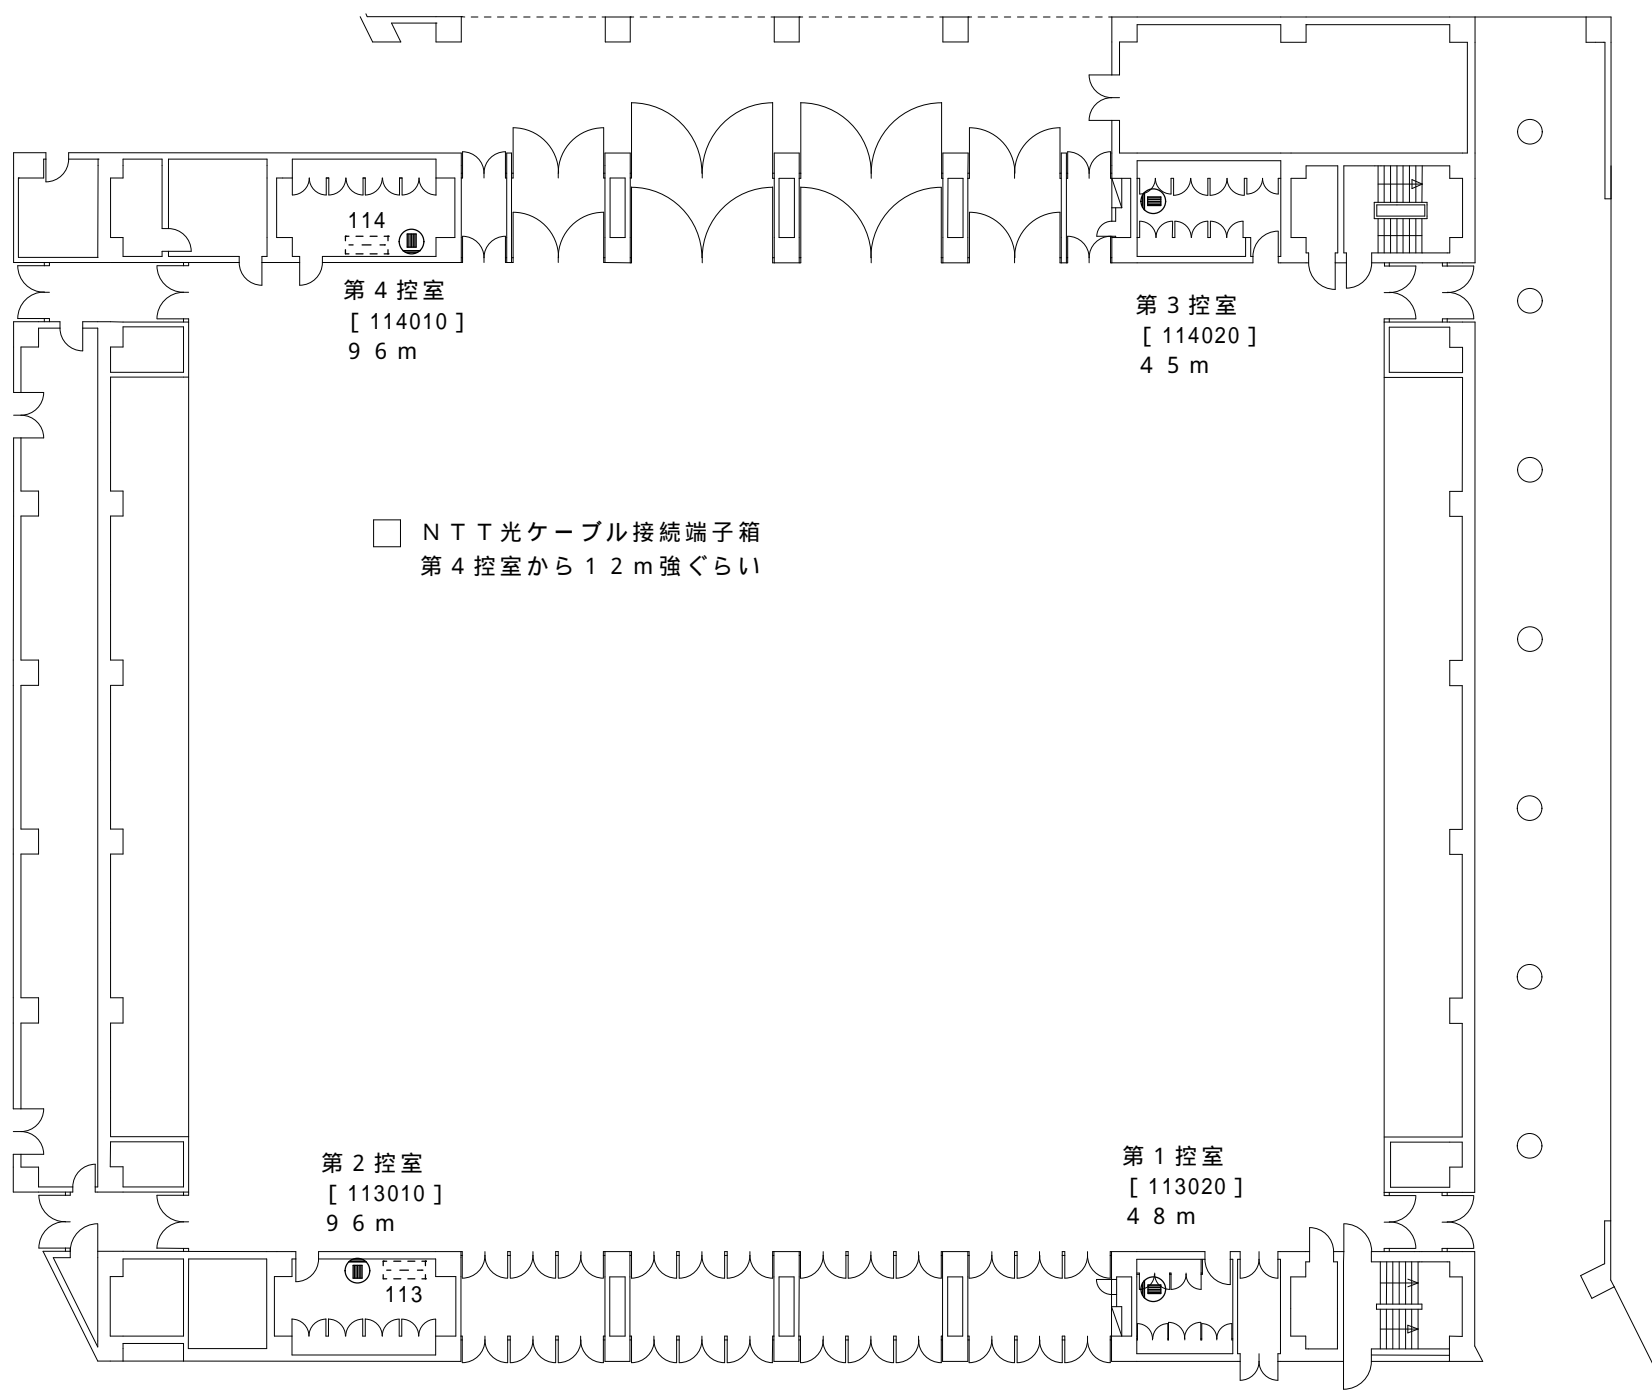 114
第４控室
［114010］
９６ｍ
第３控室
［114020］
４５ｍ
ＮＴＴ光ケーブル接続端子箱
第４控室から１２ｍ強ぐらい
第２控室
［113010］
９６ｍ
第１控室
［113020］
４８ｍ
113